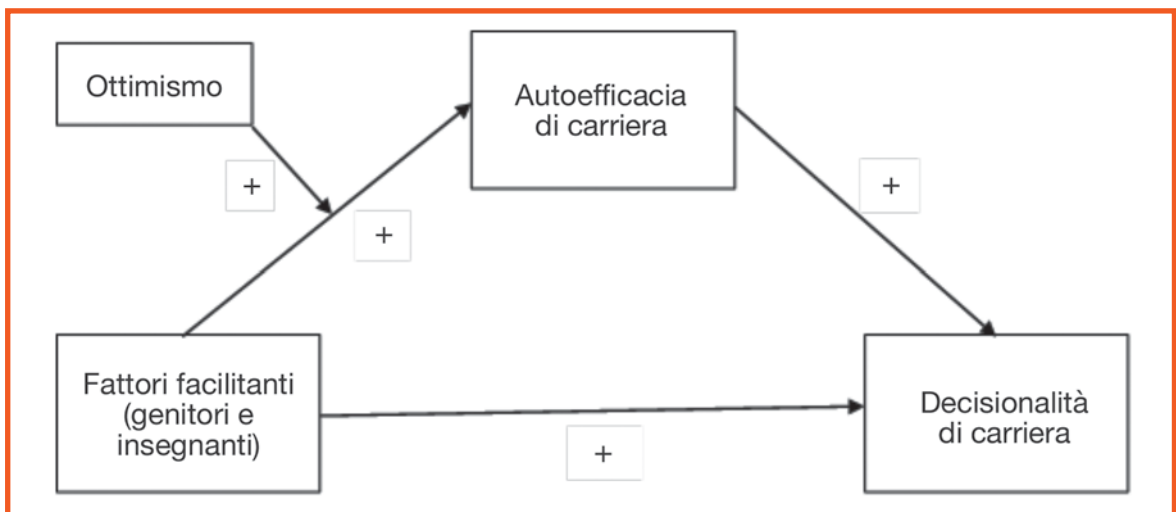 Ottimismo
Autoefficacia
di carriera
+
+
+
Fattori facilitanti
(genitori e
insegnanti)
+
Decisionalità
di carriera